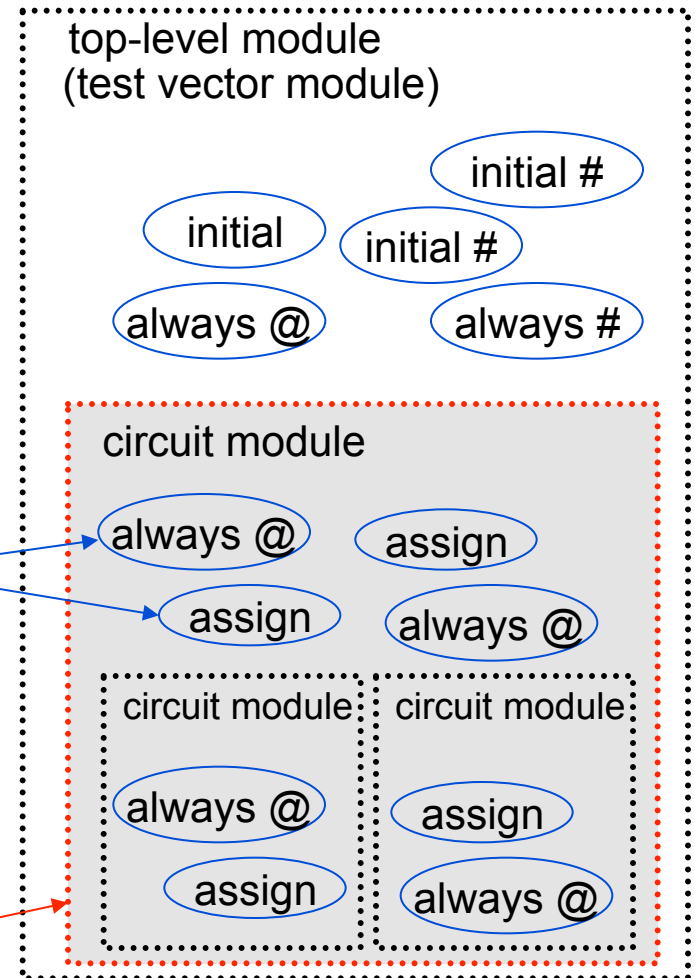 top-level module
(test vector module)
initial #
initial
initial #
always @
always #
circuit module
always @
assign
assign
always @
circuit module
circuit module
always @
assign
assign
always @